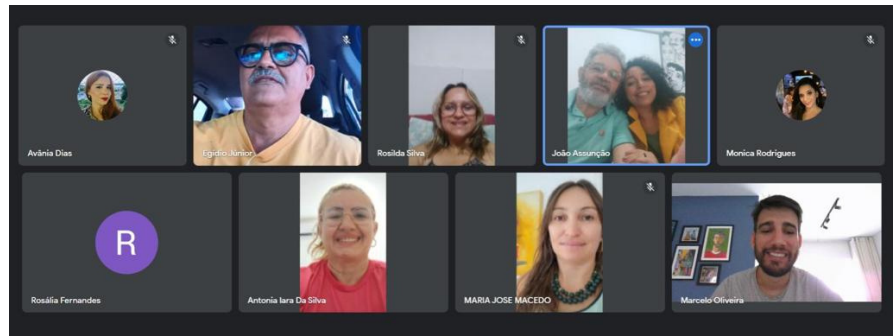 Avânia Dias
Egidio Junior
Rosilda Silva
João Assunção
Monica Rodrigues
R
Rosália Fernandes
Antonia Iara Da Silva
MARIA JOSE MACEDO
Marcelo Oliveira